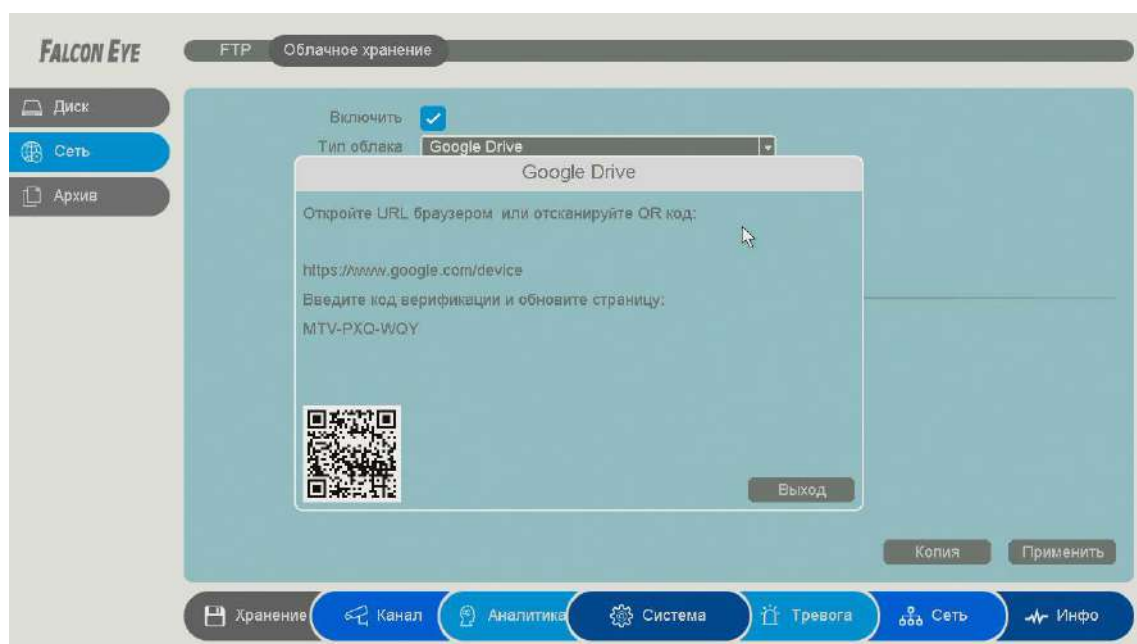 FALCON EYE
FTP
Облачное хранение
Диск
Сеть
Архив
Включить
Тип облака
Google Drive
Google Drive
Откройте URL браузером или отсканируйте QR код:
https://www.google.com/device
Введите код верификации и обновите страницу:
MTV-PXQ-WQY
Выход
Копия
Применить
Хранение
Канал
Аналитика
Система
Тревога
Сеть
Инфо